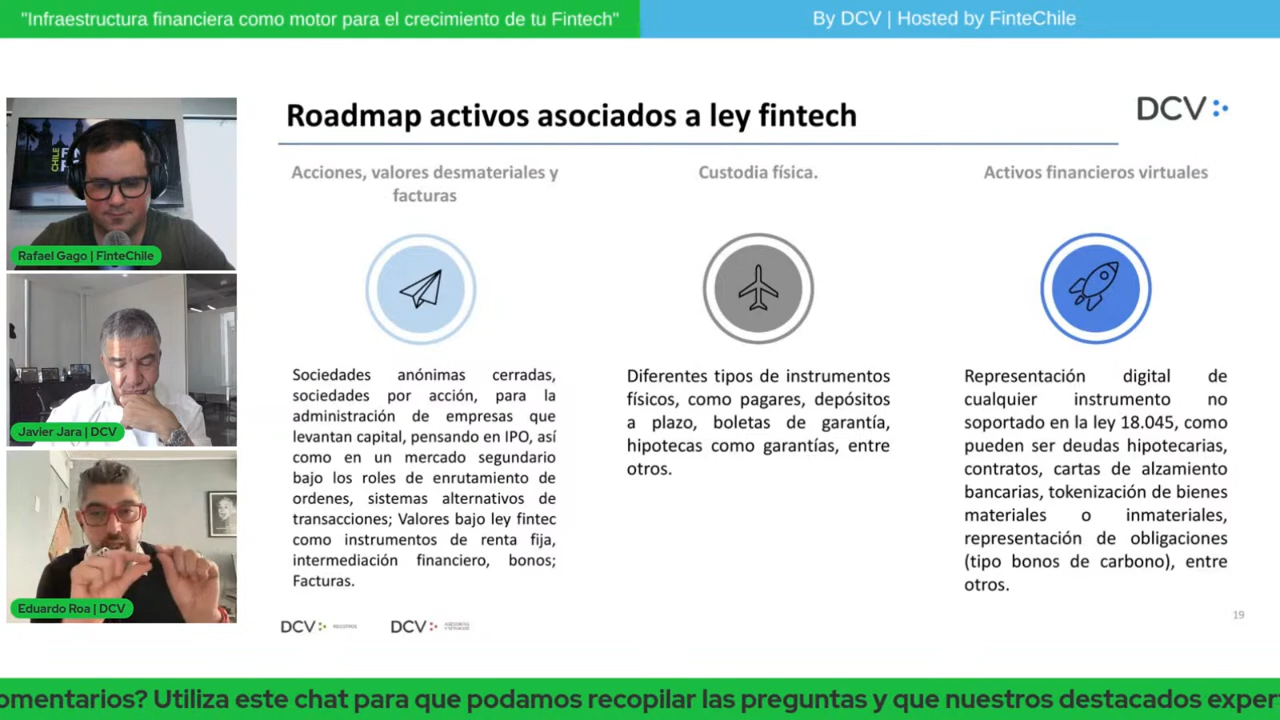 "Infraestructura financiera como motor para el crecimiento de tu Fintech"
By DCV | Hosted by FinteChile
Roadmap activos asociados a ley fintech
DCV
Acciones, valores desmateriales y
facturas
Sociedades anónimas cerradas,
sociedades por acción, para la
administración de empresas que
levantan capital, pensando en IPO, así
como en un mercado segundario
bajo los roles de enrutamiento de
ordenes, sistemas alternativos de
transacciones; Valores bajo ley fintec
como instrumentos de renta fija,
intermediación financiero, bonos;
Facturas.
Custodia física.
Diferentes tipos de instrumentos
físicos, como pagares, depósitos
a plazo, boletas de garantía,
hipotecas como garantías, entre
otros.
Activos financieros virtuales
Representación digital de
cualquier instrumento no
soportado en la ley 18.045, como
pueden ser deudas hipotecarias,
contratos, cartas de alzamiento
bancarias, tokenización de bienes
materiales o inmateriales,
representación de obligaciones
(tipo bonos de carbono), entre
otros.
CHILE
Rafael Gago | FinteChile
Javier Jara | DCV
Eduardo Roa | DCV
DCV REGISTROS
DCV
19
omentarios? Utiliza este chat para que podamos recopilar las preguntas y que nuestros destacados exper